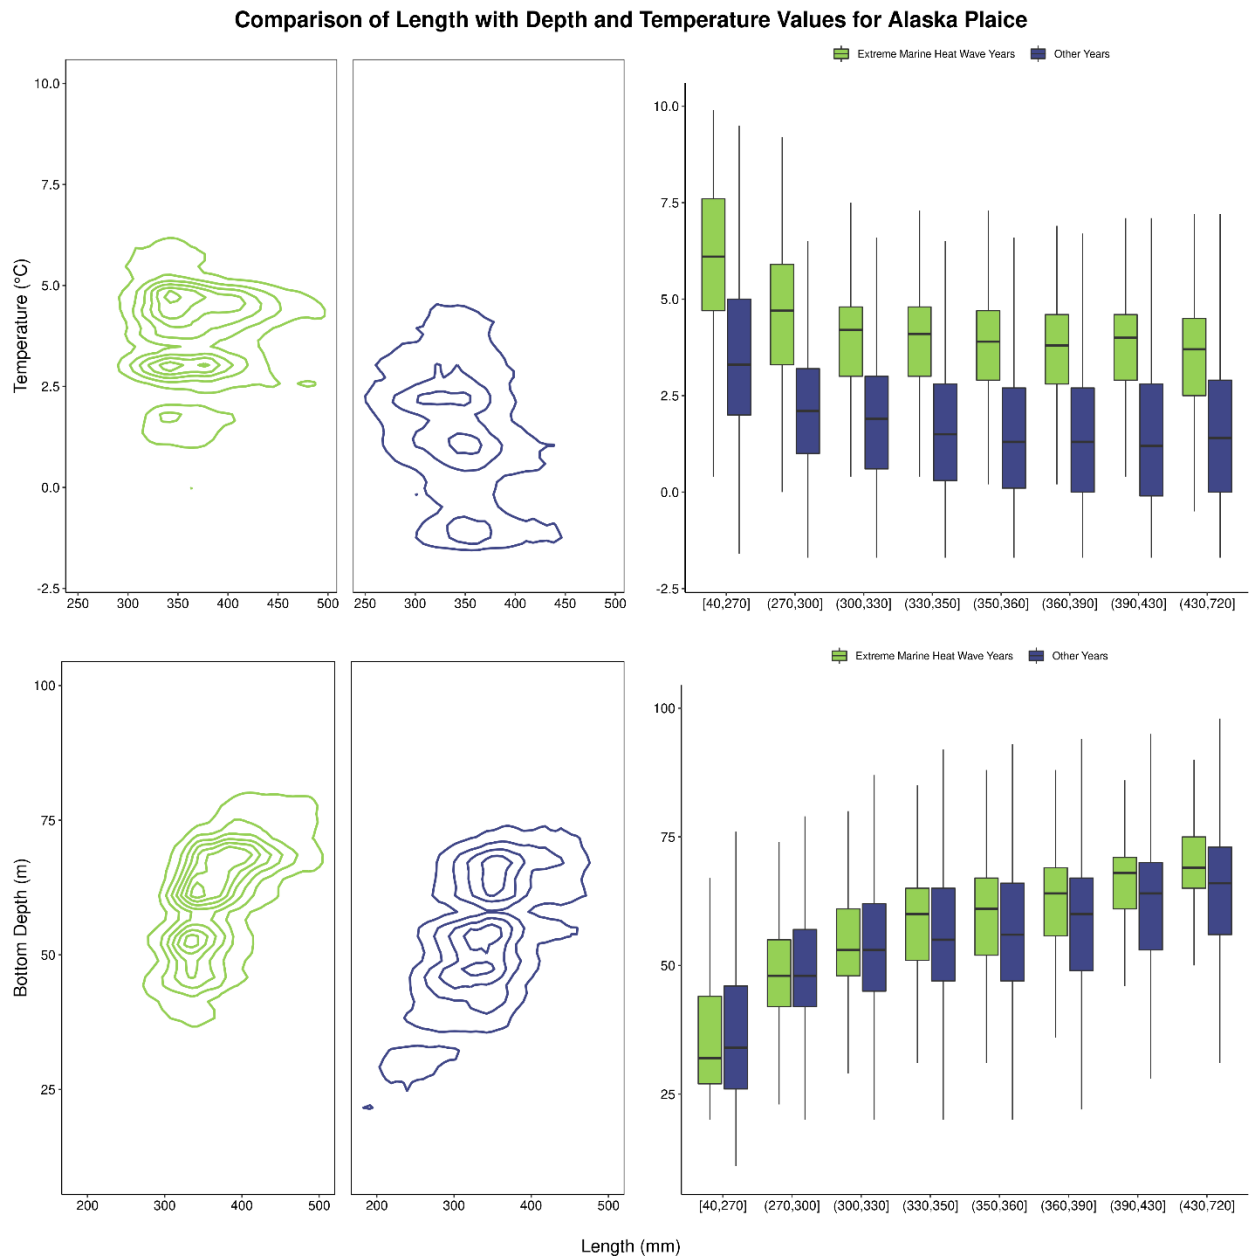 Comparison of Length with Depth and Temperature Values for Alaska Plaice
Extreme Marine Heat Wave Years Other Years
Temperature (°C)
10.0
7.5
5.0
2.5
0.0
-2.5
250 300 350 400 450 500
250 300 350 400 450 500
10.0
7.5
5.0
2.5
0.0
-2.5
[40,270] (270,300] (300,330] (330,350] (350,360] (360,390] (390,430] (430,720]
Extreme Marine Heat Wave Years Other Years
Bottom Depth (m)
100
75
50
25
200 300 400 500
200 300 400 500
100
75
50
25
[40,270] (270,300] (300,330] (330,350] (350,360] (360,390] (390,430] (430,720]
Length (mm)